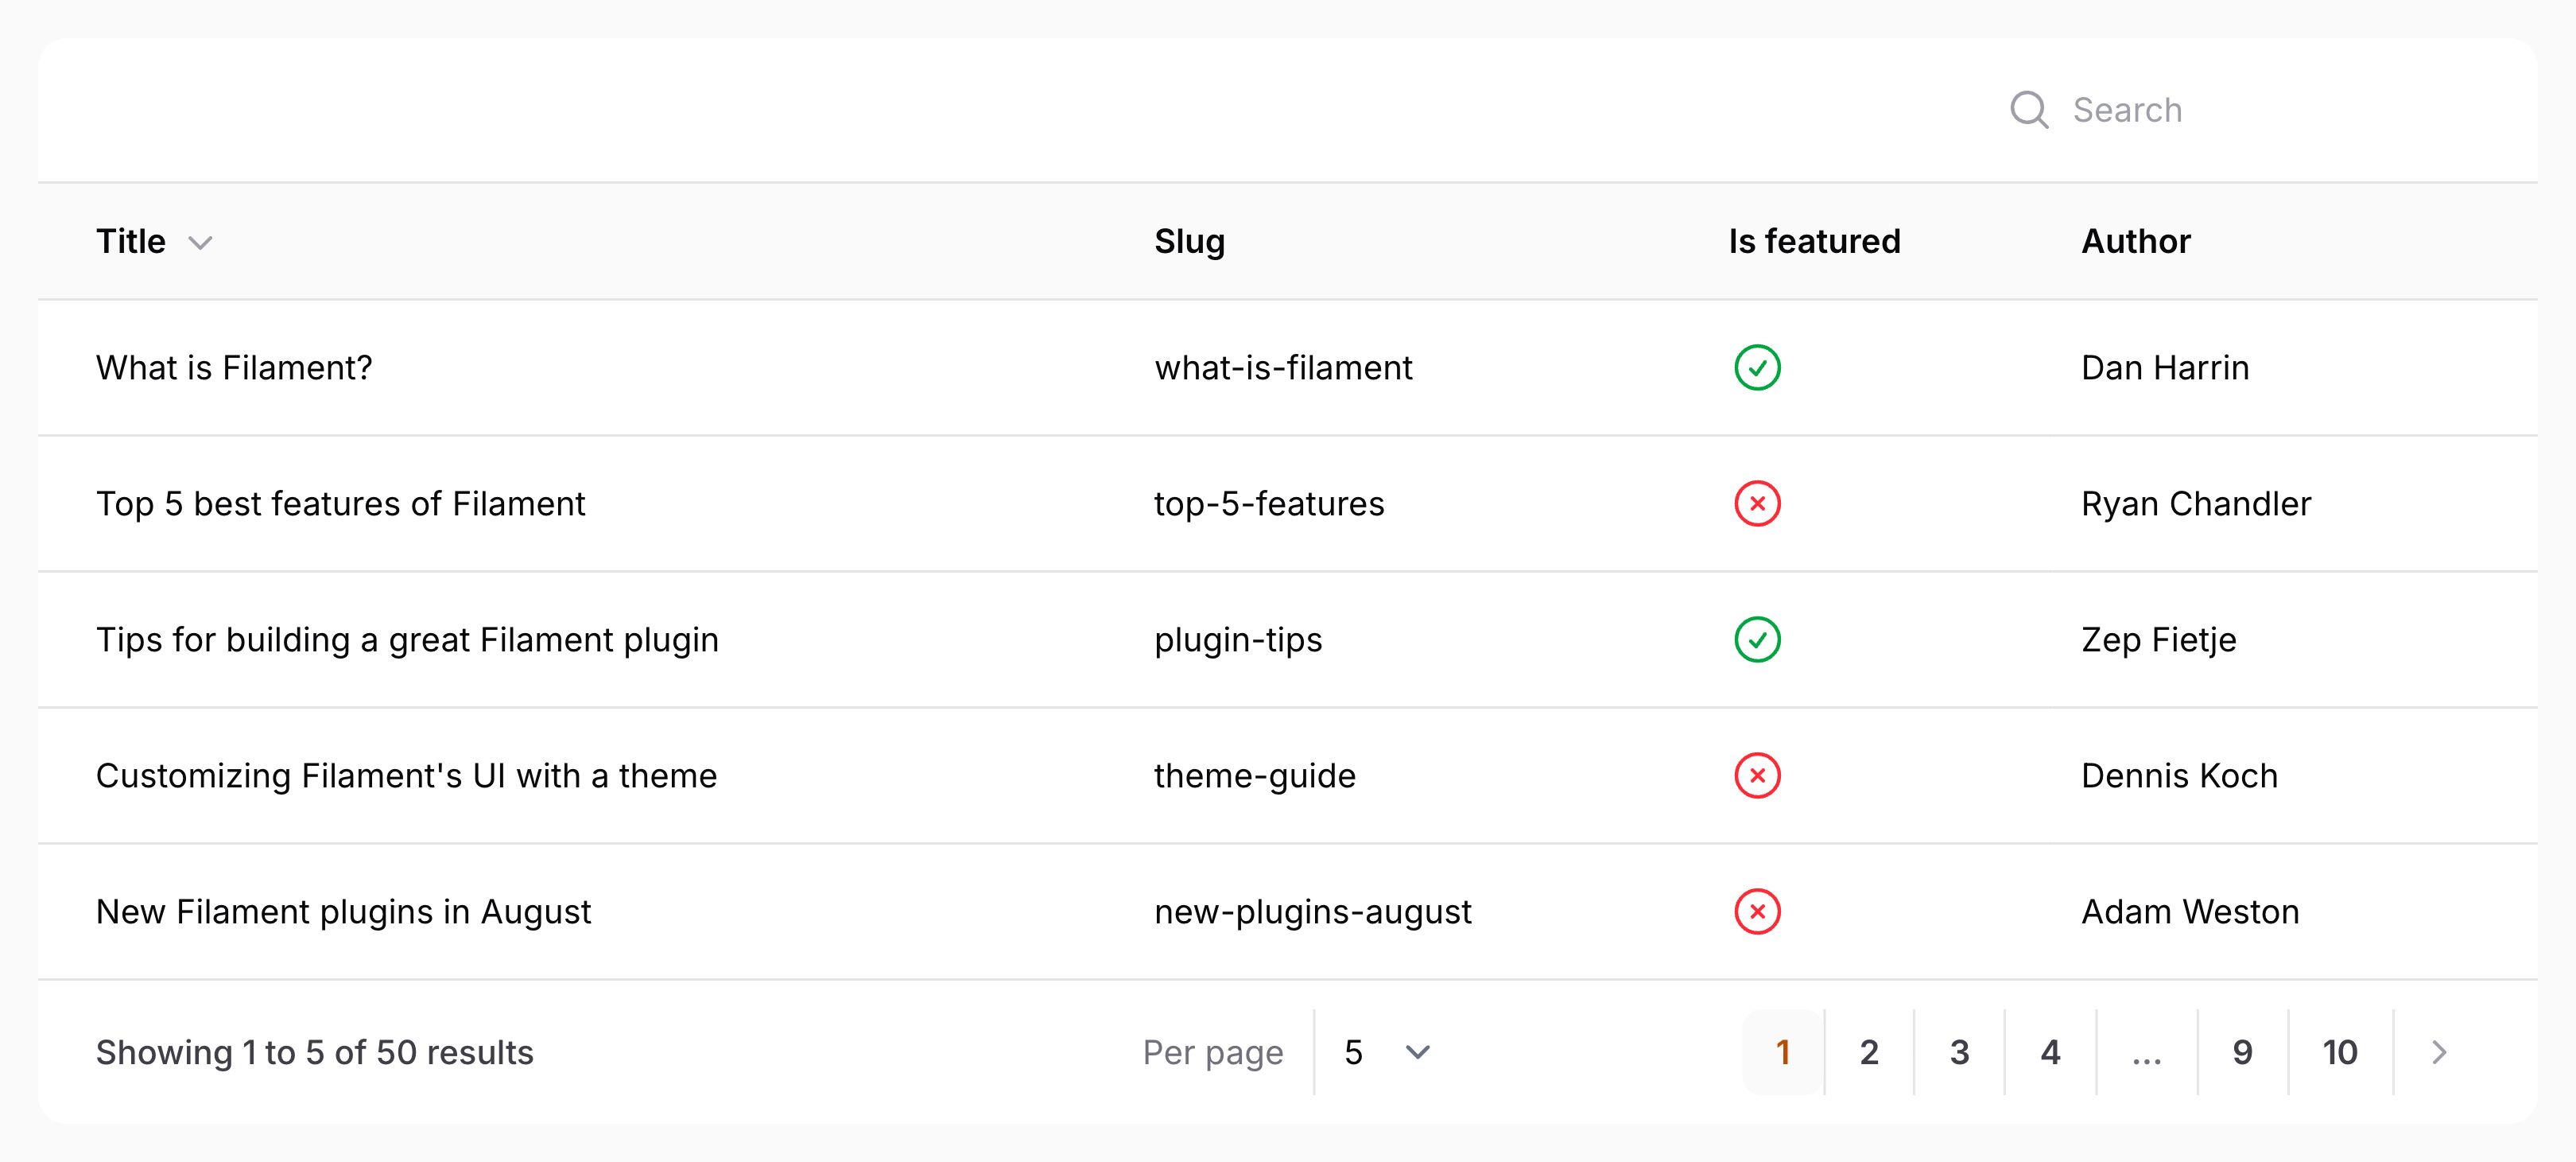 Search
Title Slug Is featured Author
What is Filament? what-is-filament Dan Harrin
Top 5 best features of Filament top-5-features Ryan Chandler
Tips for building a great Filament plugin plugin-tips Zep Fietje
Customizing Filament's UI with a theme theme-guide Dennis Koch
New Filament plugins in August new-plugins-august Adam Weston
Showing 1 to 5 of 50 results Per page 5 1 2 3 4 ... 9 10